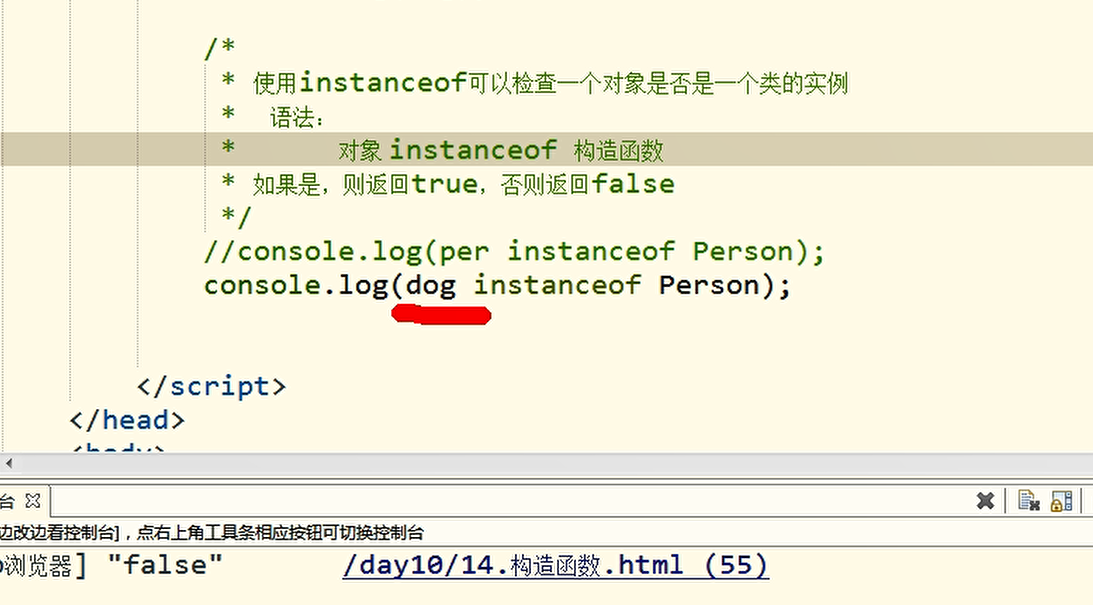 /*
* 使用instanceof可以检查一个对象是否是一个类的实例
* 语法：
* 对象 instanceof 构造函数
* 如果是，则返回true，否则返回false
*/
//console.log(per instanceof Person);
console.log(dog instanceof Person);
</script>
</head>
<body>
台
边改边看控制台]，点右上角工具条相应按钮可切换控制台
浏览器] "false" /day10/14.构造函数.html (55)